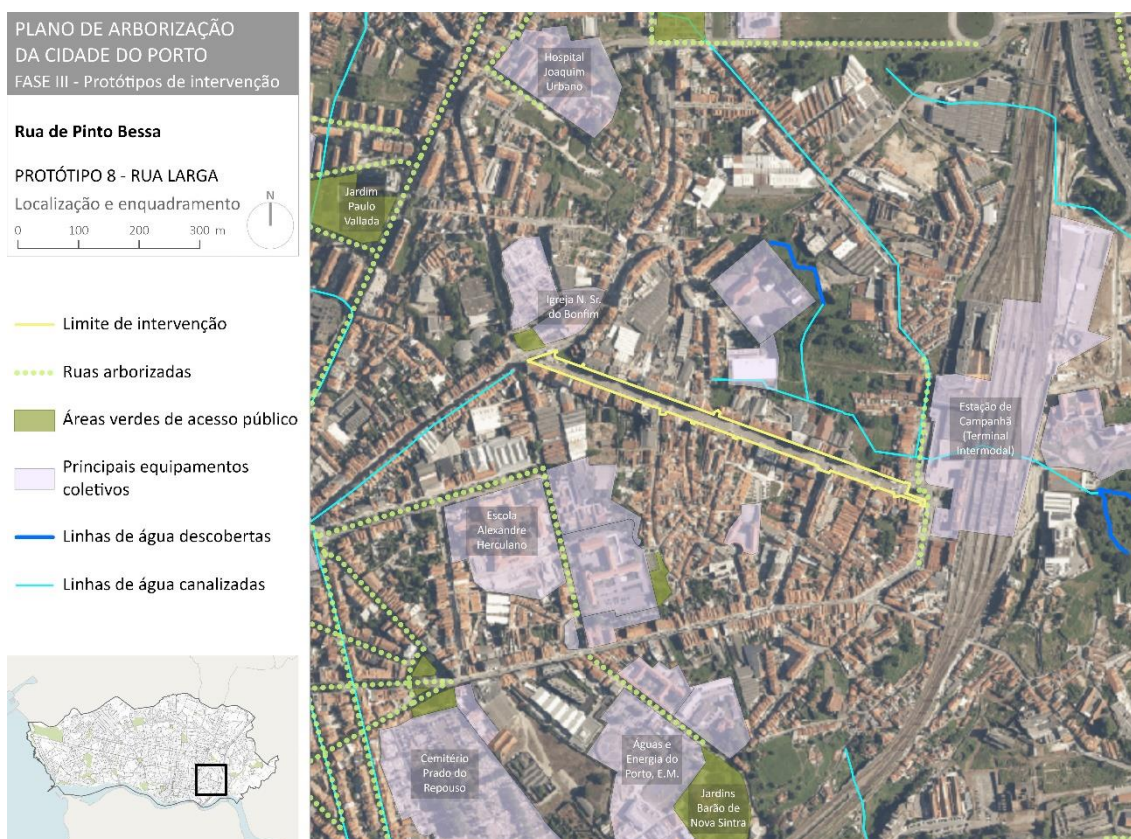 PLANO DE ARBORIZAÇÃO
DA CIDADE DO PORTO
FASE III - Protótipos de intervenção
Rua de Pinto Bessa
PROTÓTIPO 8 - RUA LARGA
Localização e enquadramento
N
0 100 200 300 m
Limite de intervenção
Ruas arborizadas
Áreas verdes de acesso público
Principais equipamentos
coletivos
Linhas de água descobertas
Linhas de água canalizadas
Hospital
Joaquim
Urbano
Jardim
Paulo
Vallada
Igreja N. Sr.
do Bonfim
Estação de
Campanhã
(Terminal
Intermodal)
Escola
Alexandre
Herculano
Cemitério
Prado do
Repouso
Águas e
Energia do
Porto, E.M.
Jardins
Barão de
Nova Sintra